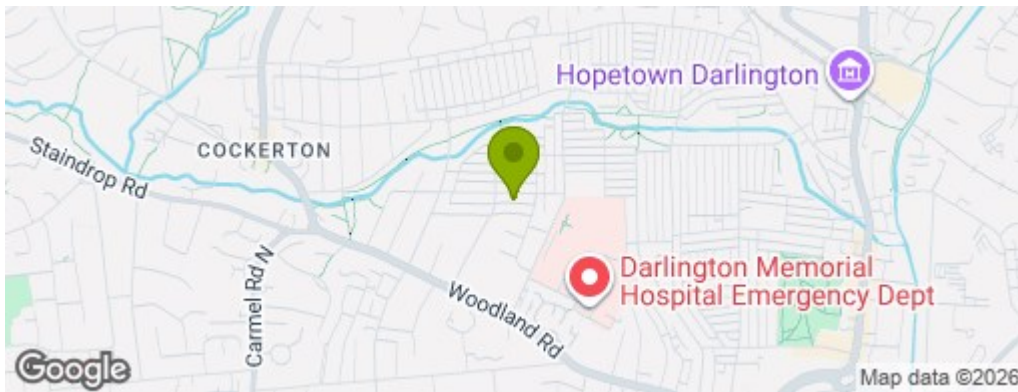 Hopetown Darlington
COCKERTON
Staindrop Rd
Carmel Rd N
Woodland Rd
Darlington Memorial
Hospital Emergency Dept
Google
Map data ©2026